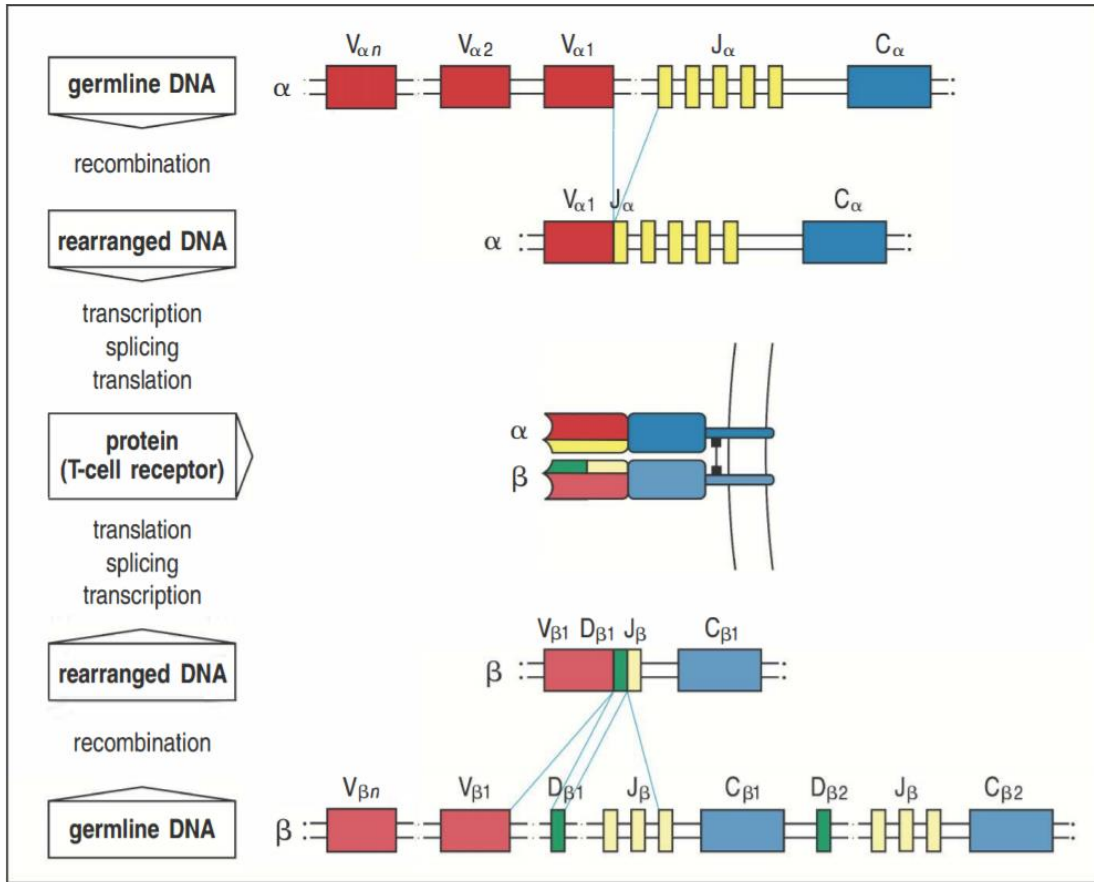 Vαn Vα2 Vα1 Jα Cα
germline DNA α
recombination
Vα1 Jα Cα
rearranged DNA α
transcription
splicing
translation
protein
(T-cell receptor)
α
β
translation
splicing
transcription
Vβ1 Dβ1 Jβ Cβ1
rearranged DNA β
recombination
Vβn Vβ1 Dβ1 Jβ Cβ1 Dβ2 Jβ Cβ2
germline DNA β